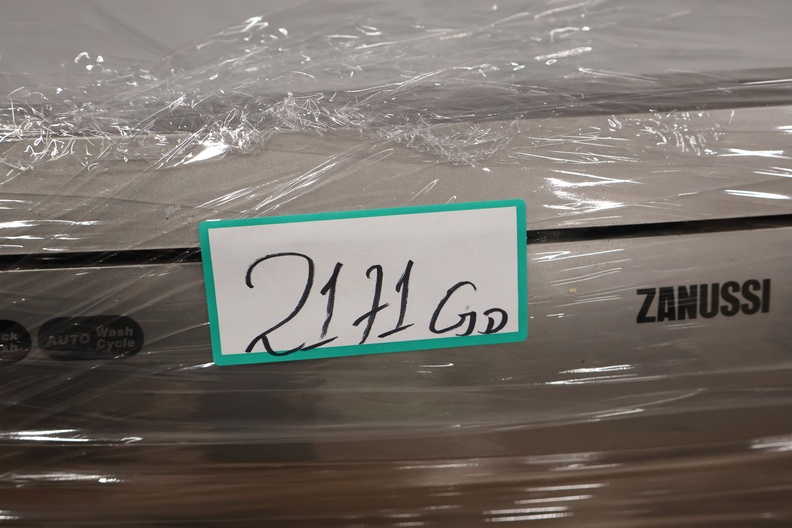 2171 GD
ZANUSSI
AUTO Wash
Cycle